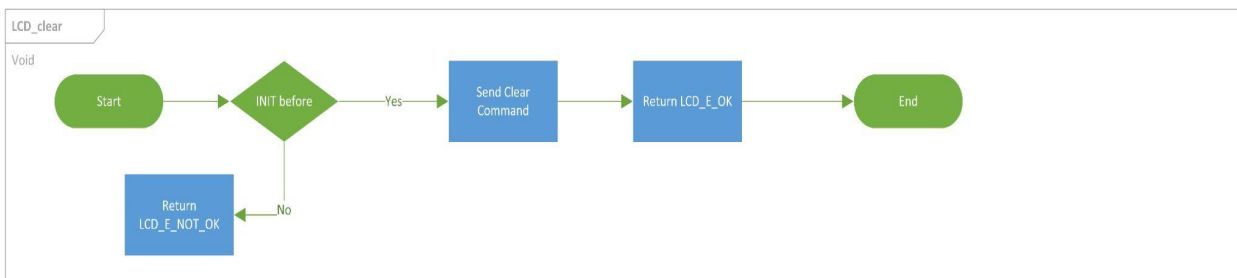 LCD_clear
Void
Start
INIT before
Yes
Send Clear
Command
Return LCD_E_OK
End
No
Return
LCD_E_NOT_OK